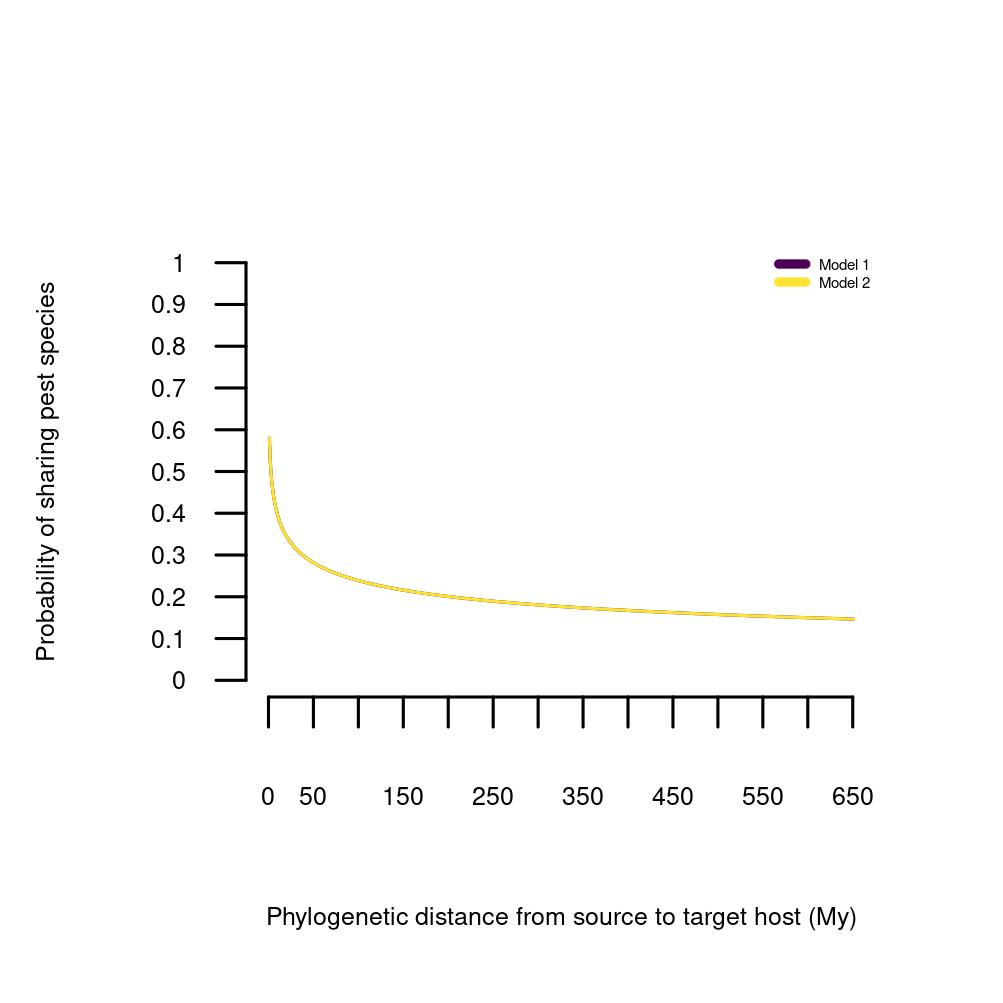 Model 1
Model 2
1
0.9
0.8
0.7
0.6
0.5
0.4
0.3
0.2
0.1
0
Probability of sharing pest species
0 50 150 250 350 450 550 650
Phylogenetic distance from source to target host (My)